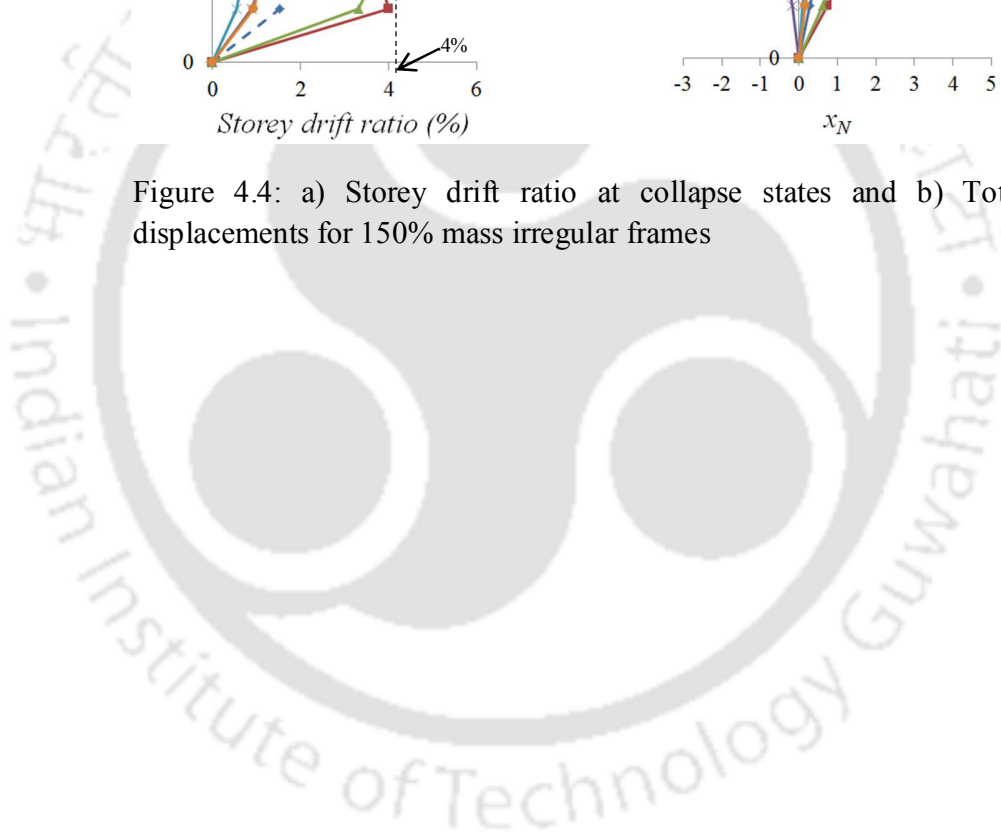 4%
0
0 2 4 6
Storey drift ratio (%)
0
-3 -2 -1 0 1 2 3 4 5
x_N
Figure 4.4: a) Storey drift ratio at collapse states and b)
displacements for 150% mass irregular frames
Indian Institute of Technology Guwahati